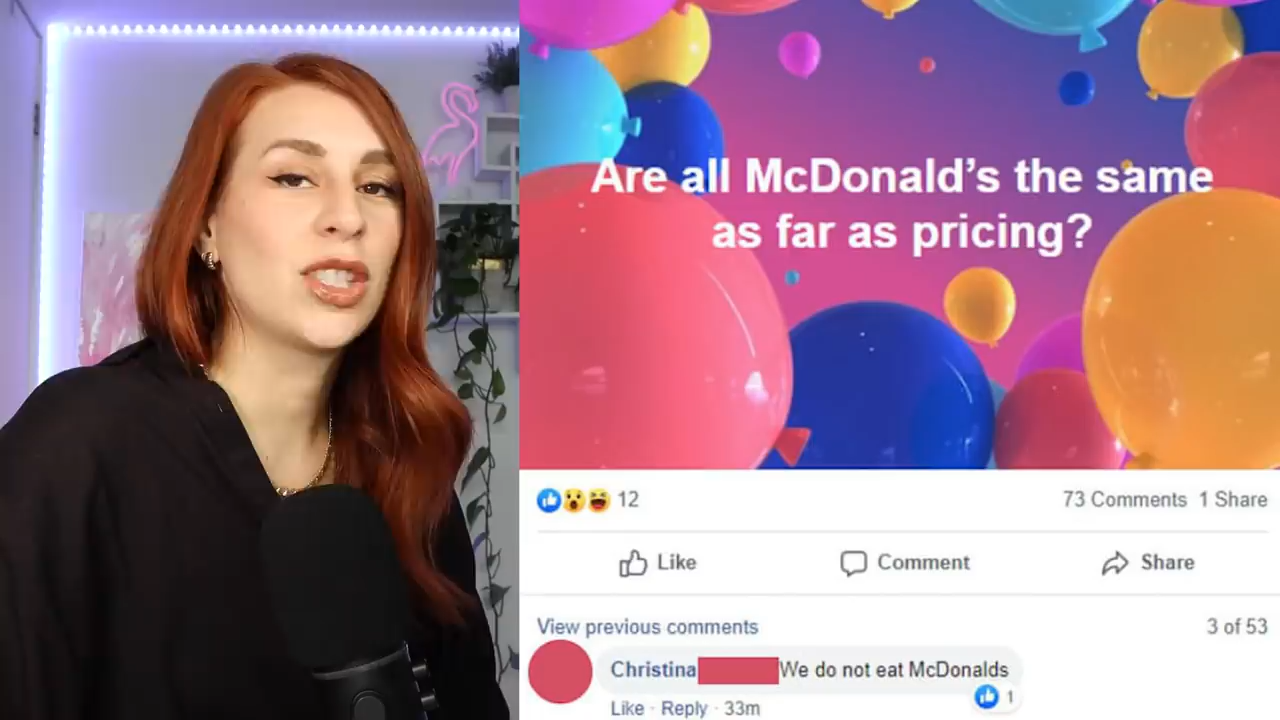 Are all McDonald's the same
as far as pricing?
12
73 Comments 1 Share
Like Comment Share
View previous comments 3 of 53
Christina We do not eat McDonalds
1
Like · Reply · 33m